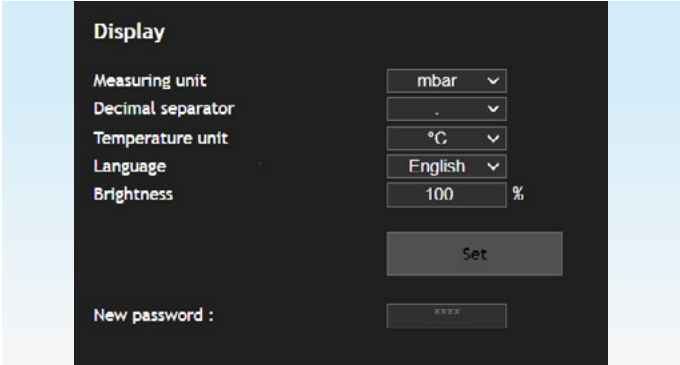 Display
Measuring unit mbar
Decimal separator .
Temperature unit °C
Language English
Brightness 100 %
Set
New password : ****